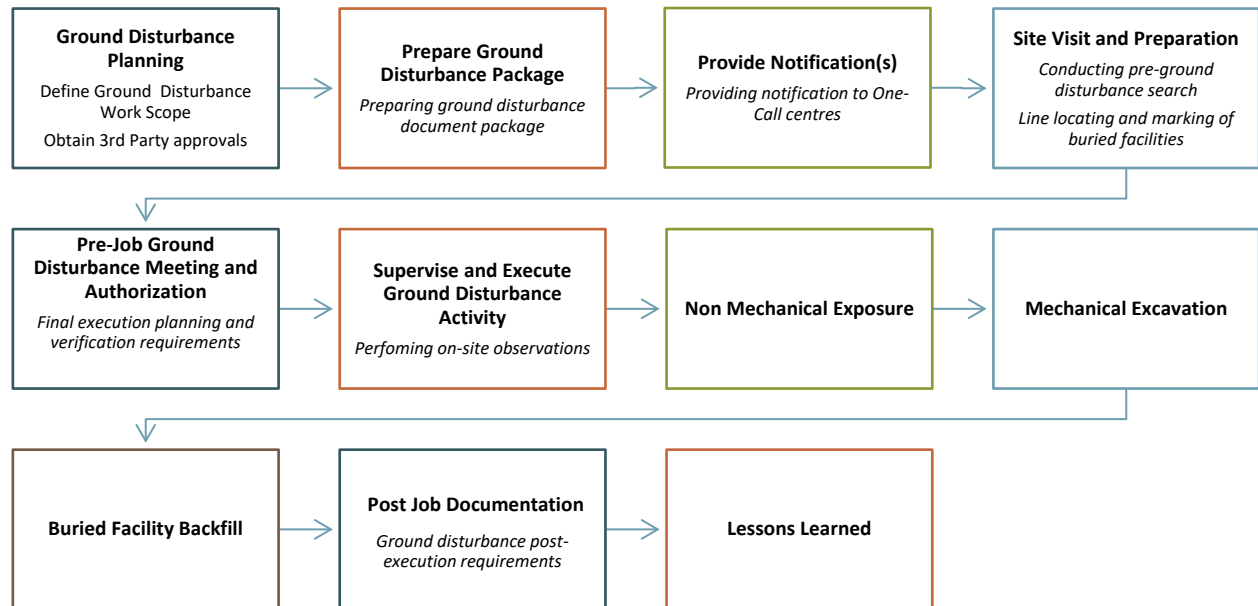 Ground Disturbance
Planning
Define Ground Disturbance
Work Scope
Obtain 3rd Party approvals
Prepare Ground
Disturbance Package
Preparing ground disturbance
document package
Provide Notification(s)
Providing notification to One-
Call centres
Site Visit and Preparation
Conducting pre-ground
disturbance search
Line locating and marking of
buried facilities
Pre-Job Ground
Disturbance Meeting and
Authorization
Final execution planning and
verification requirements
Supervise and Execute
Ground Disturbance
Activity
Perfoming on-site observations
Non Mechanical Exposure
Mechanical Excavation
Buried Facility Backfill
Post Job Documentation
Ground disturbance post-
execution requirements
Lessons Learned